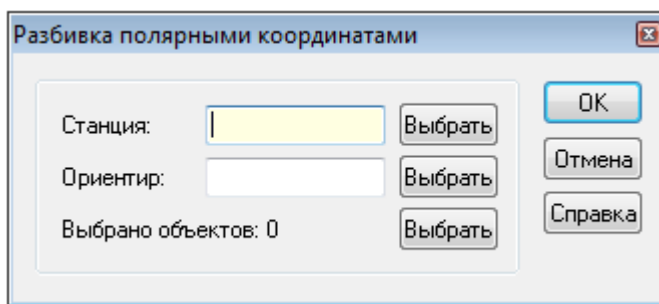 Разбивка полярными координатами
Станция: Выбрать
Ориентир: Выбрать
Выбрано объектов: 0 Выбрать
OK
Отмена
Справка